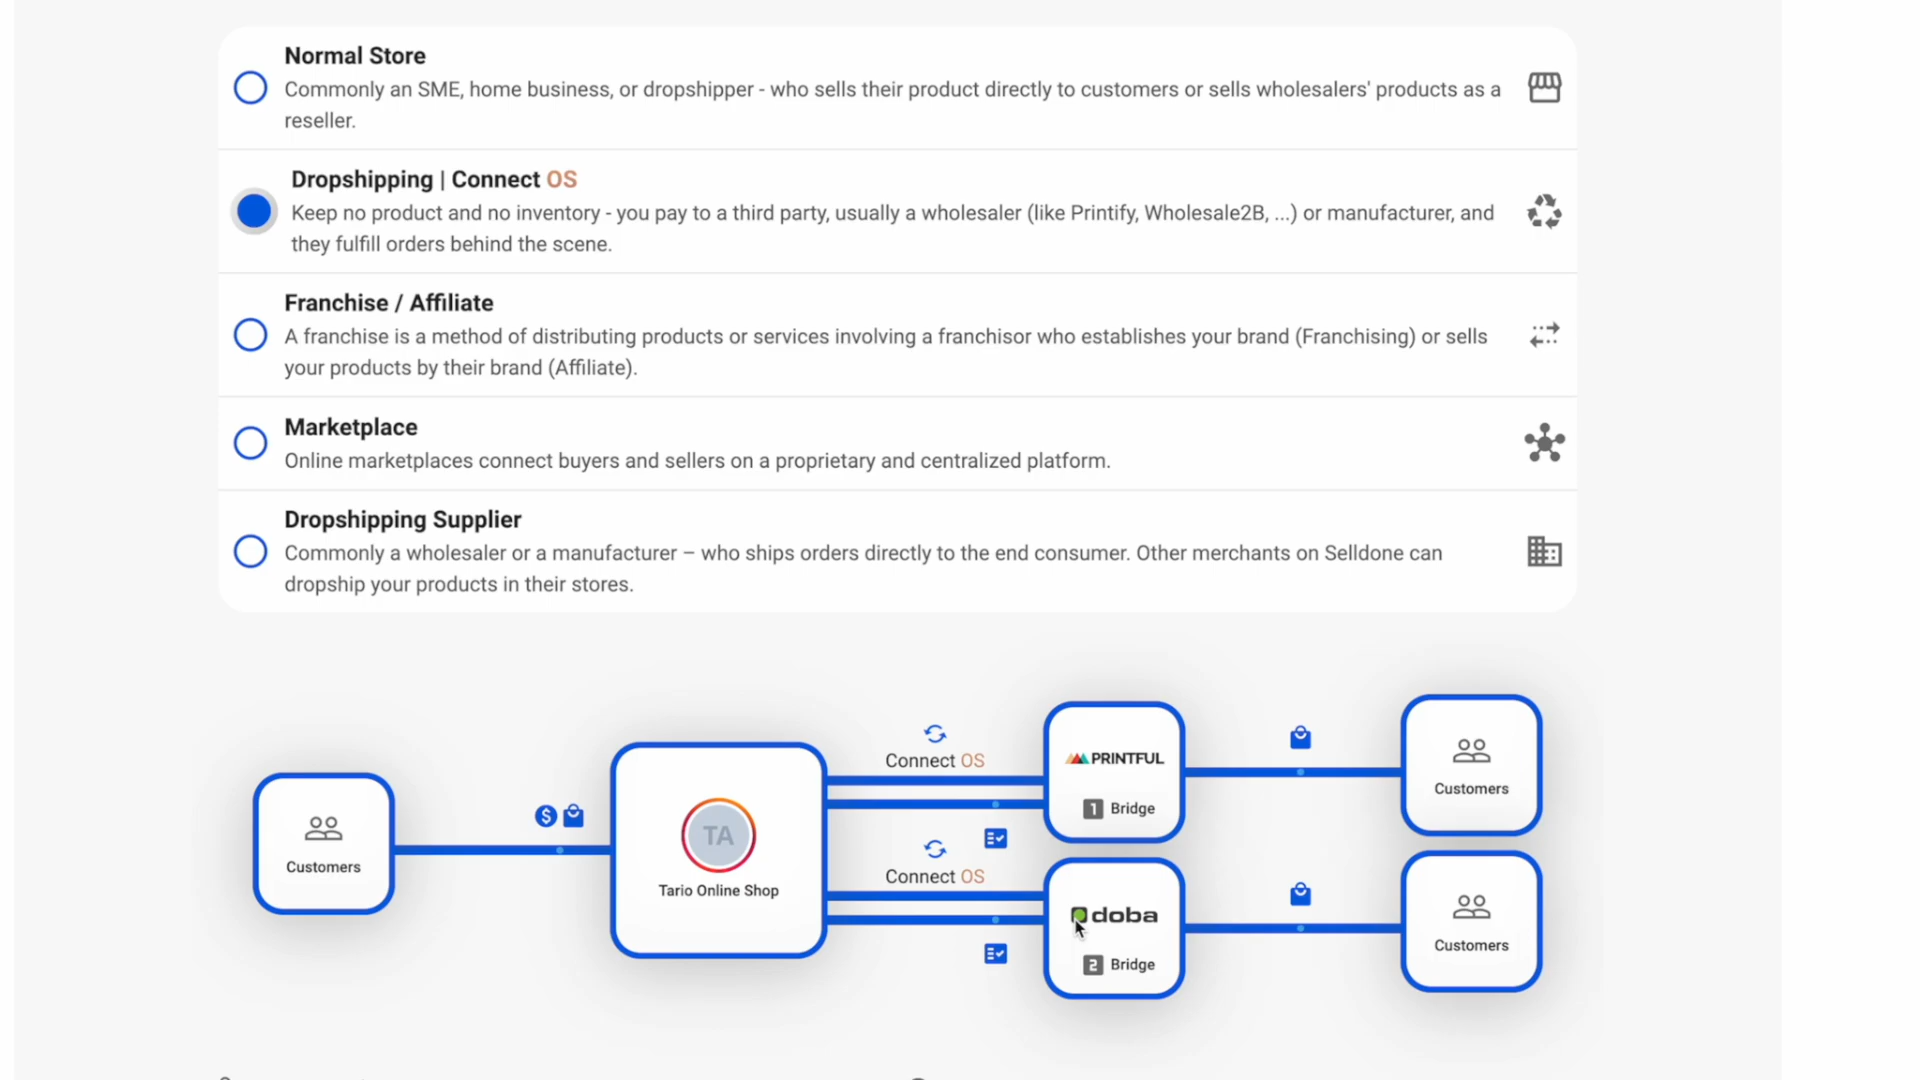 Normal Store
Commonly an SME, home business, or dropshipper - who sells their product directly to customers or sells wholesalers' products as a
reseller.
Dropshipping | Connect OS
Keep no product and no inventory - you pay to a third party, usually a wholesaler (like Printify, Wholesale2B, ...) or manufacturer, and
they fulfill orders behind the scene.
Franchise / Affiliate
A franchise is a method of distributing products or services involving a franchisor who establishes your brand (Franchising) or sells
your products by their brand (Affiliate).
Marketplace
Online marketplaces connect buyers and sellers on a proprietary and centralized platform.
Dropshipping Supplier
Commonly a wholesaler or a manufacturer – who ships orders directly to the end consumer. Other merchants on Selldone can
dropship your products in their stores.
Customers
$
TA
Tario Online Shop
Connect OS
Connect OS
PRINTFUL
1 Bridge
doba
2 Bridge
Customers
Customers